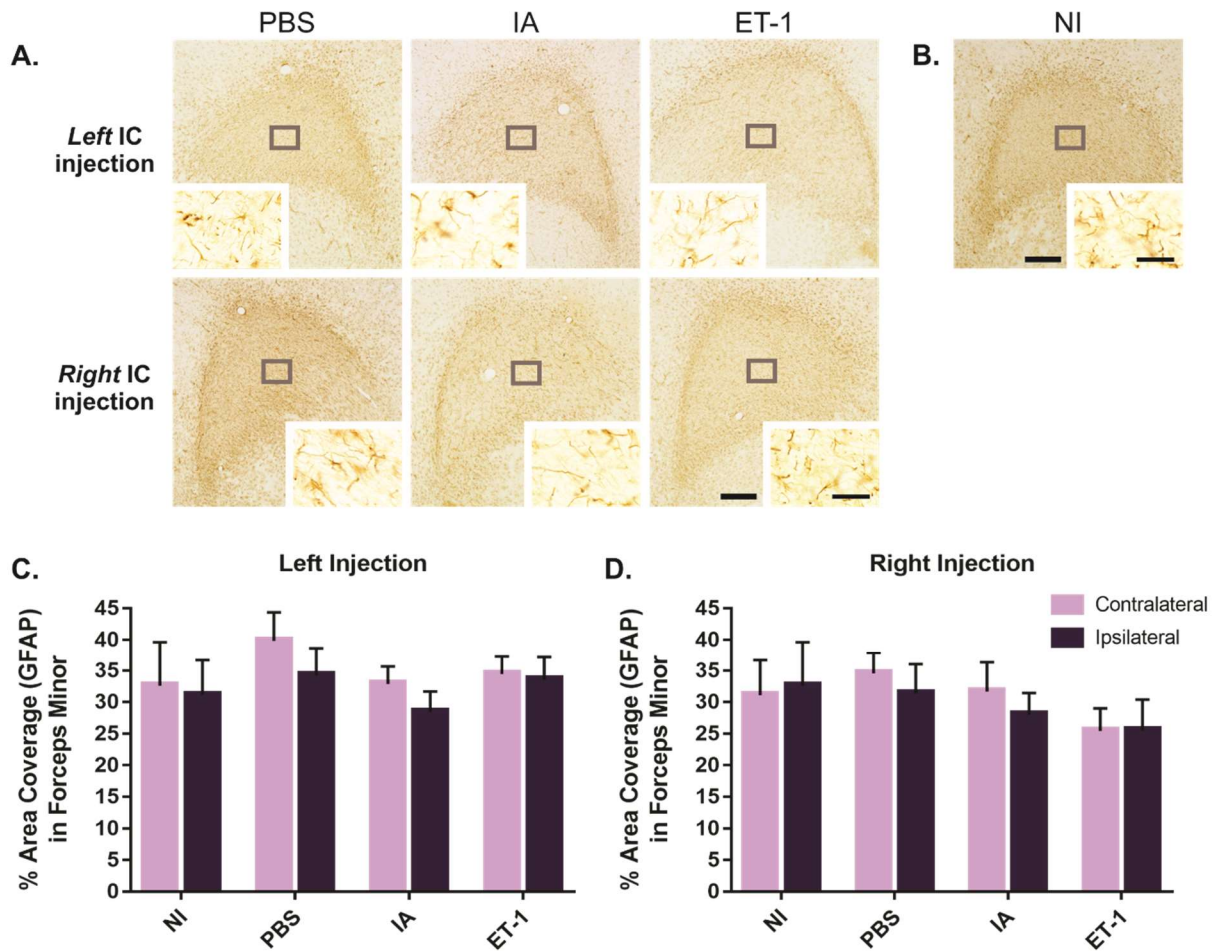 PBS IA ET-1 NI
A. B.
Left IC
injection
Right IC
injection
C. Left Injection
% Area Coverage (GFAP)
in Forceps Minor
45
40
35
30
25
20
15
10
5
0
NI PBS IA ET-1
D. Right Injection
Contralateral
Ipsilateral
% Area Coverage (GFAP)
in Forceps Minor
45
40
35
30
25
20
15
10
5
0
NI PBS IA ET-1